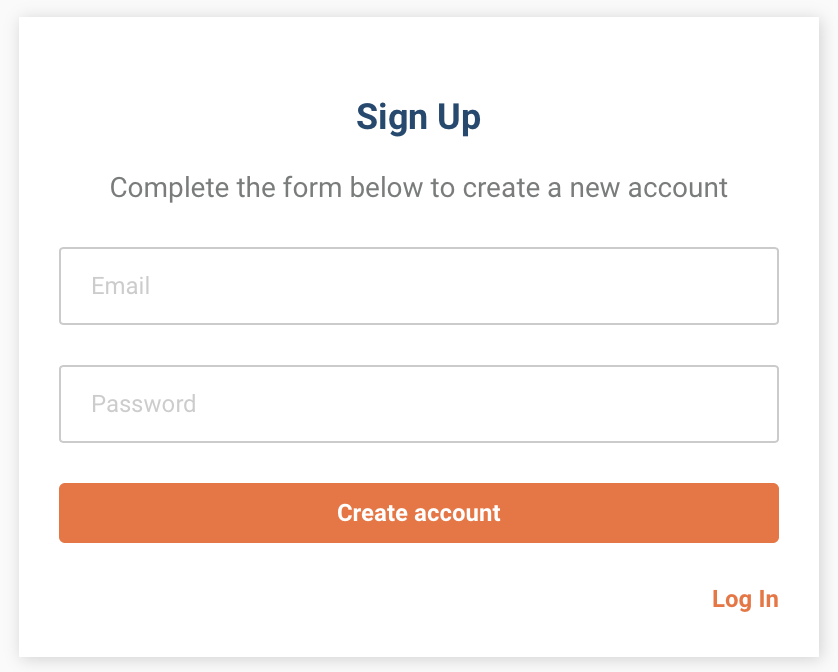 Sign Up
Complete the form below to create a new account
Email
Password
Create account
Log In